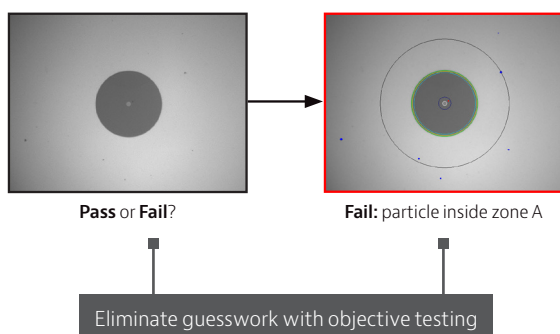 Pass or Fail?
Fail: particle inside zone A
Eliminate guesswork with objective testing